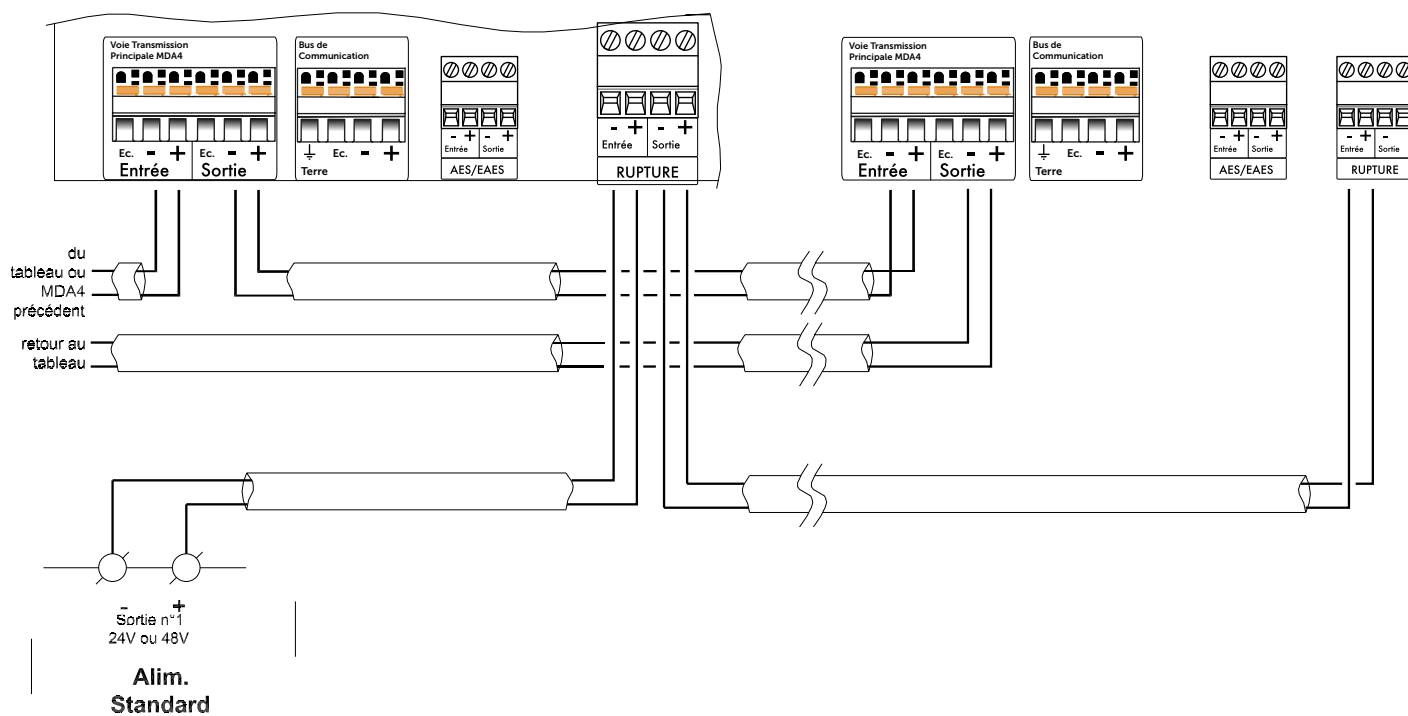 Voie Transmission
Principale MDA4
Ec. - + Ec. - +
Entrée Sortie
Bus de
Communication
Ec. - +
Terre
- + - +
Entrée Sortie
AES/EAES
- + - +
Entrée Sortie
RUPTURE
Voie Transmission
Principale MDA4
Ec. - + Ec. - +
Entrée Sortie
Bus de
Communication
Ec. - +
Terre
- + - +
Entrée Sortie
AES/EAES
- + -
Entrée Sortie
RUPTURE
du
tableau ou
MDA4
précédent
retour au
tableau
- +
Sortie n°1
24V ou 48V
Alim.
Standard